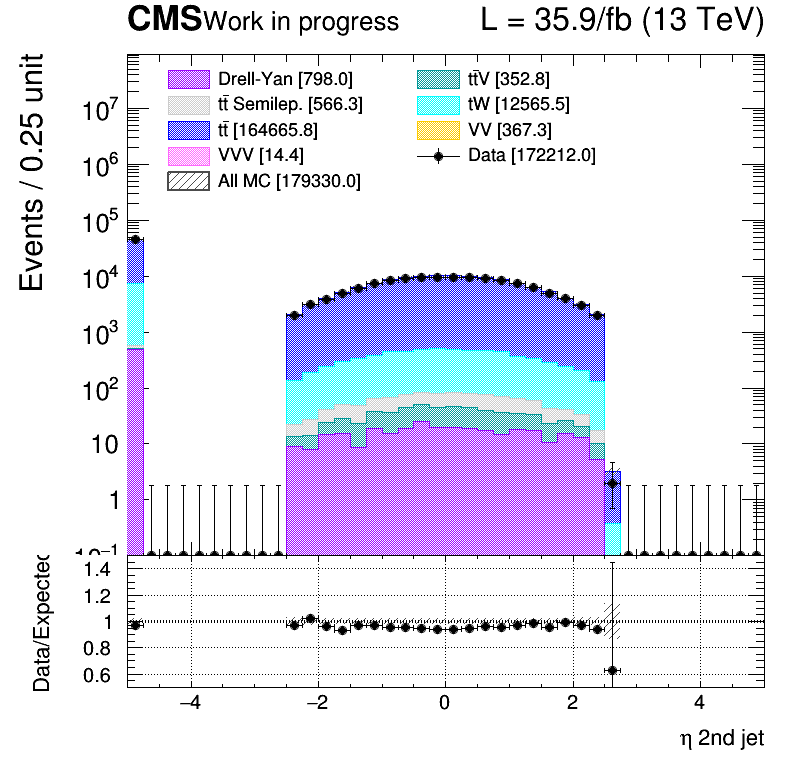 CMS Work in progress L = 35.9/fb (13 TeV)
Events / 0.25 unit
Drell-Yan [798.0] tt̄V [352.8]
tt̄ Semilep. [566.3] tW [12565.5]
tt̄ [164665.8] VV [367.3]
VVV [14.4] Data [172212.0]
All MC [179330.0]
10⁷
10⁶
10⁵
10⁴
10³
10²
10
1
10⁻¹
Data/Expected
1.4
1.2
1
0.8
0.6
−4 −2 0 2 4
η 2nd jet